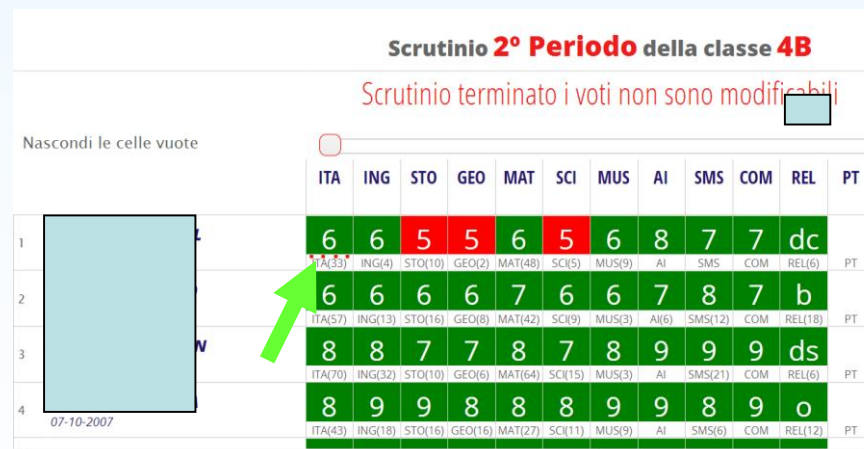 Scrutinio 2º Periodo della classe 4B
Scrutinio terminato i voti non sono modificabili
Nascondi le celle vuote
ITA ING STO GEO MAT SCI MUS AI SMS COM REL PT
1 6 6 5 5 6 5 6 8 7 7 dc
ITA(33) ING(4) STO(10) GEO(2) MAT(48) SCI(5) MUS(9) AI SMS COM REL(6) PT
2 6 6 6 6 7 6 6 7 8 7 b
ITA(57) ING(13) STO(16) GEO(8) MAT(42) SCI(9) MUS(3) AI(6) SMS(12) COM REL(18) PT
3 N 8 8 7 7 8 7 8 9 9 9 ds
ITA(70) ING(32) STO(10) GEO(6) MAT(64) SCI(15) MUS(3) AI SMS(21) COM REL(6) PT
4 8 9 9 8 8 8 9 9 8 9 o
07-10-2007 ITA(43) ING(18) STO(16) GEO(16) MAT(27) SCI(11) MUS(9) AI SMS(6) COM REL(12) PT